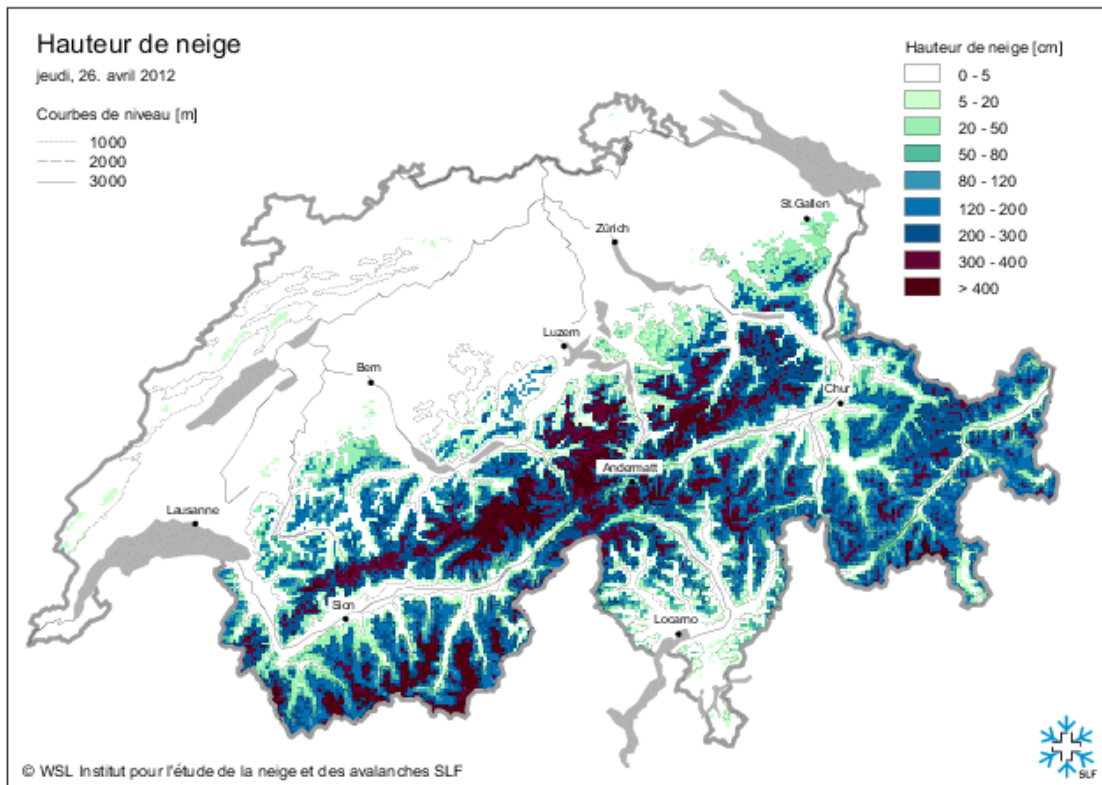 Hauteur de neige
jeudi, 26. avril 2012
Courbes de niveau [m]
1000
2000
3000
Hauteur de neige [cm]
0 - 5
5 - 20
20 - 50
50 - 80
80 - 120
120 - 200
200 - 300
300 - 400
> 400
St.Gallen
Zürich
Luzern
Bern
Chur
Andermatt
Lausanne
Sion
Locarno
© WSL Institut pour l'étude de la neige et des avalanches SLF
SLF